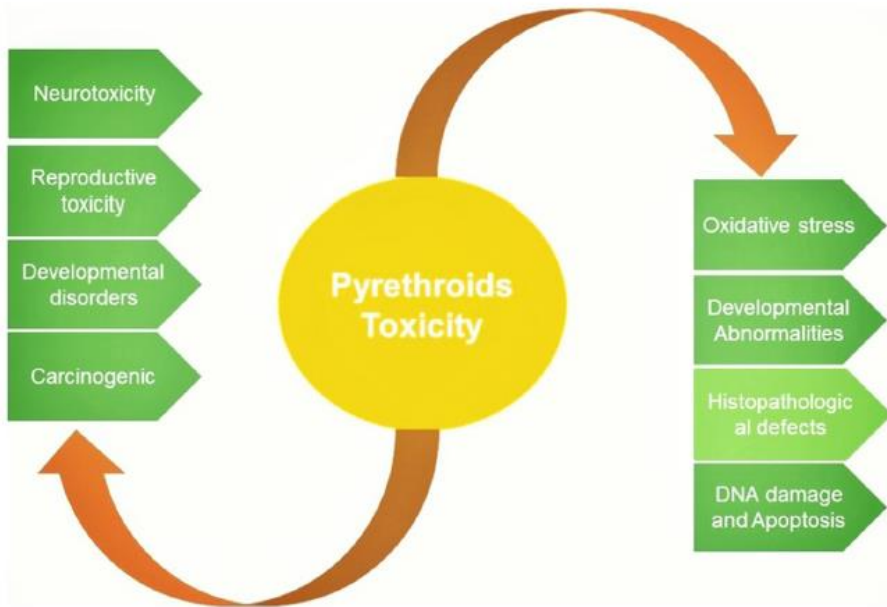 Neurotoxicity
Reproductive
toxicity
Developmental
disorders
Carcinogenic
Pyrethroids
Toxicity
Oxidative stress
Developmental
Abnormalities
Histopathologic
al defects
DNA damage
and Apoptosis